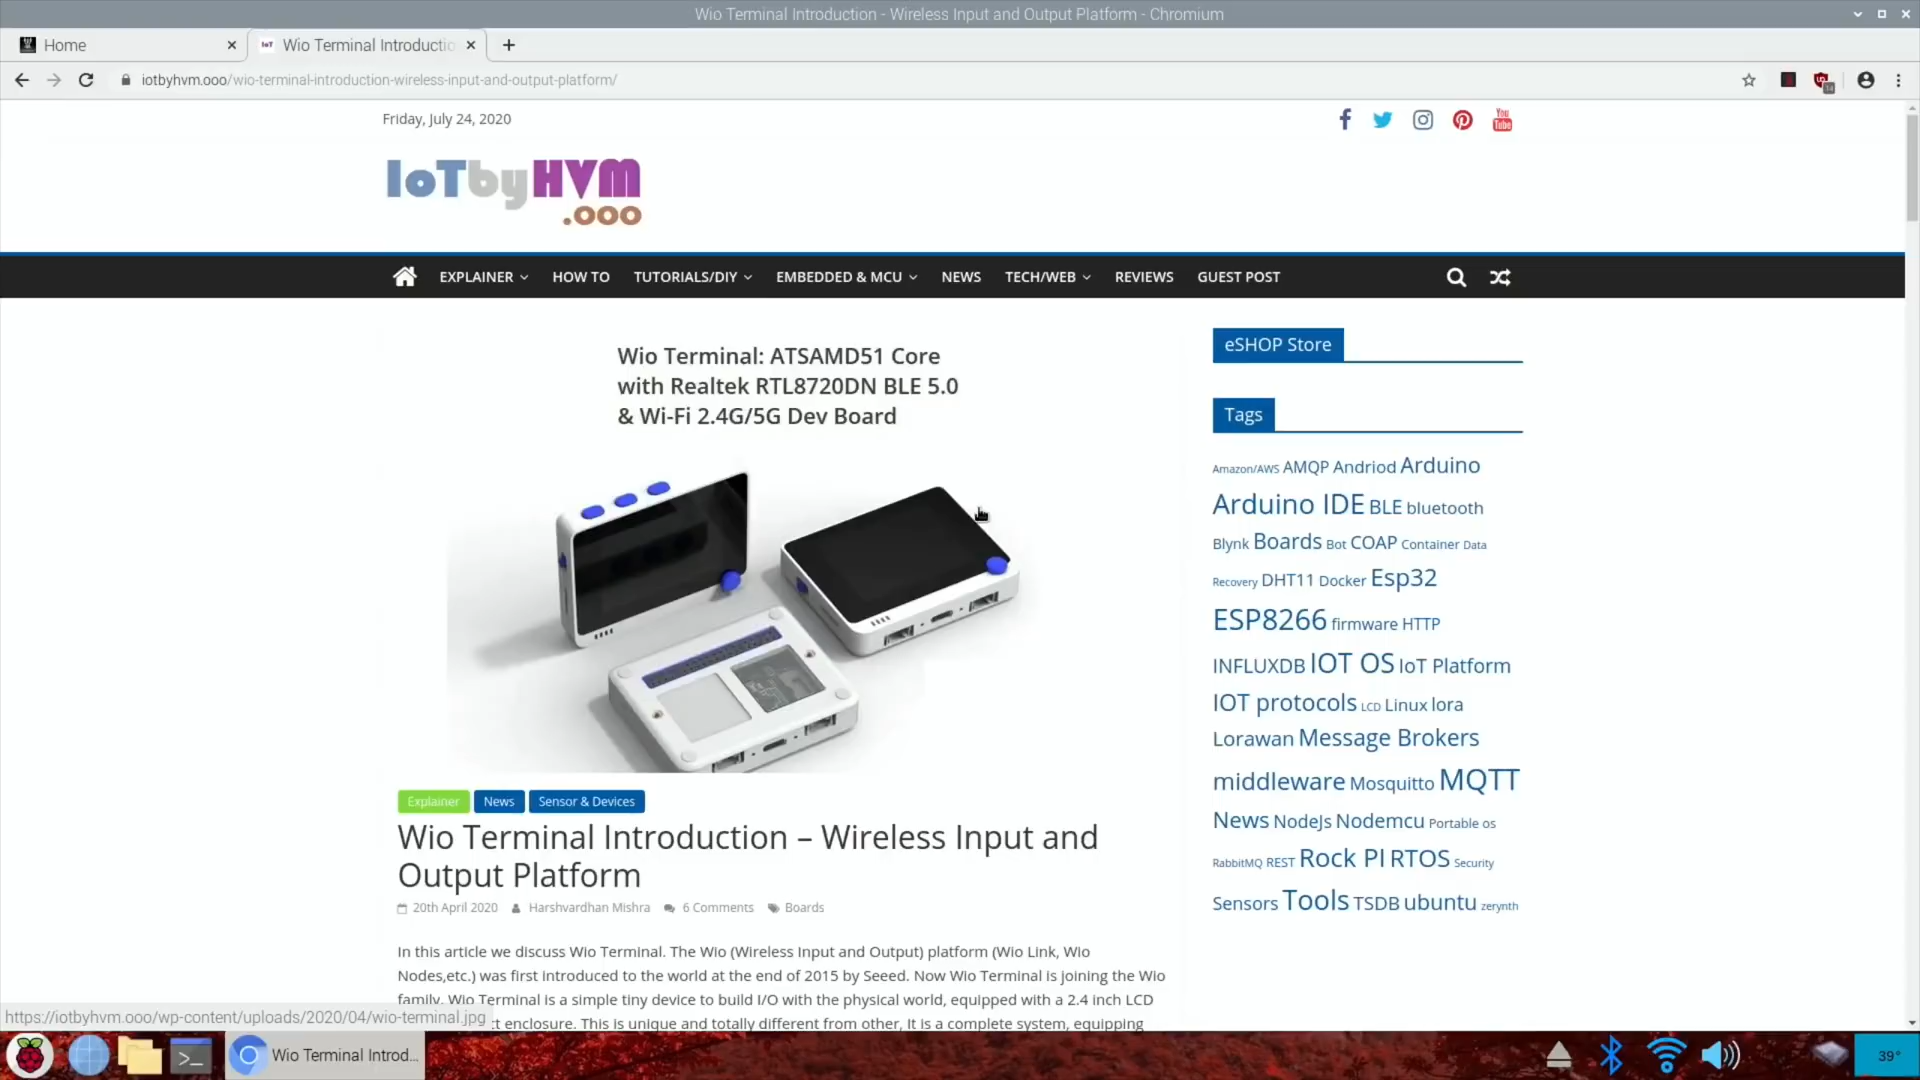 Wio Terminal Introduction - Wireless Input and Output Platform - Chromium
Home
Wio Terminal Introductio
iotbyhvm.ooo/wio-terminal-introduction-wireless-input-and-output-platform/
Friday, July 24, 2020
You Tube
IoTbyHVM
.ooo
EXPLAINER HOW TO TUTORIALS/DIY EMBEDDED & MCU NEWS TECH/WEB REVIEWS GUEST POST
Wio Terminal: ATSAMD51 Core
with Realtek RTL8720DN BLE 5.0
& Wi-Fi 2.4G/5G Dev Board
Explainer News Sensor & Devices
Wio Terminal Introduction – Wireless Input and
Output Platform
20th April 2020 Harshvardhan Mishra 6 Comments Boards
In this article we discuss Wio Terminal. The Wio (Wireless Input and Output) platform (Wio Link, Wio
Nodes,etc.) was first introduced to the world at the end of 2015 by Seeed. Now Wio Terminal is joining the Wio
family. Wio Terminal is a simple tiny device to build I/O with the physical world, equipped with a 2.4 inch LCD
enclosure. This is unique and totally different from other, It is a complete system, equipping
eSHOP Store
Tags
Amazon/AWS AMQP Andriod Arduino
Arduino IDE BLE bluetooth
Blynk Boards Bot COAP Container Data
Recovery DHT11 Docker Esp32
ESP8266 firmware HTTP
INFLUXDB IOT OS IoT Platform
IOT protocols LCD Linux lora
Lorawan Message Brokers
middleware Mosquitto MQTT
News NodeJs Nodemcu Portable os
RabbitMQ REST Rock PI RTOS Security
Sensors Tools TSDB ubuntu zerynth
https://iotbyhvm.ooo/wp-content/uploads/2020/04/wio-terminal.jpg
Wio Terminal Introd...
39°